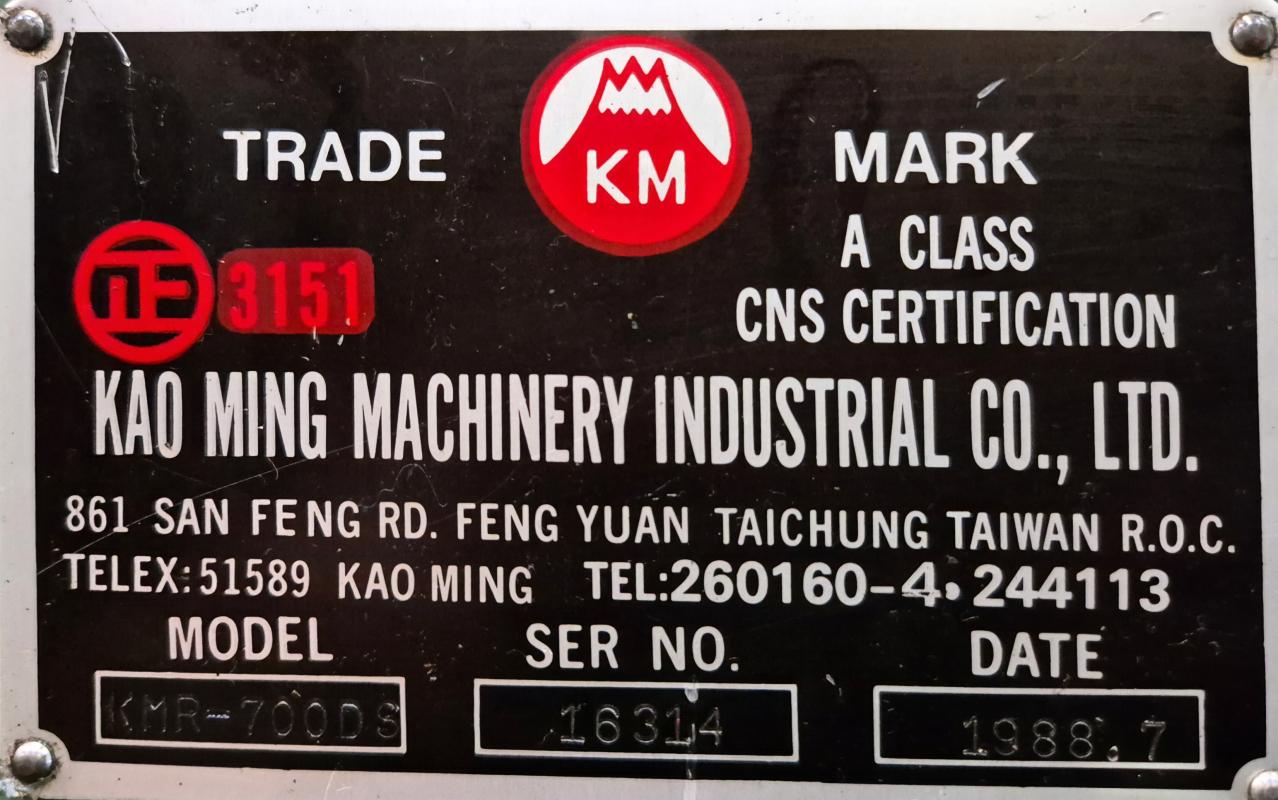 TRADE KM MARK
A CLASS
正 3151
CNS CERTIFICATION
KAO MING MACHINERY INDUSTRIAL CO., LTD.
861 SAN FENG RD. FENG YUAN TAICHUNG TAIWAN R.O.C.
TELEX:51589 KAO MING TEL:260160-4,244113
MODEL SER NO. DATE
KMR-700DS 16314 1988.7